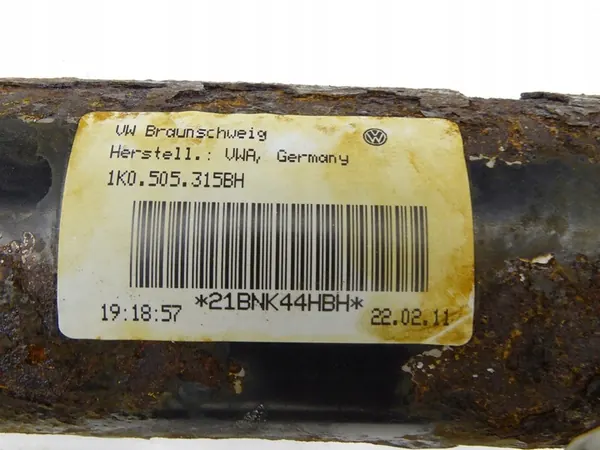 VW Braunschweig
Herstell.: VWA, Germany
1K0.505.315BH
*21BNK44HBH*
19:18:57
22.02.11